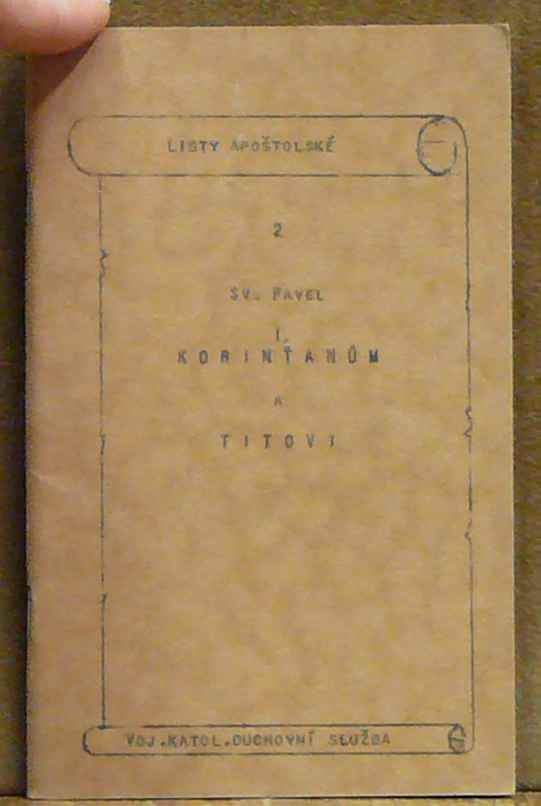 LISTY APOŠTOLSKÉ
2
SV. PAVEL
I.
KORINŤANŮM
A
TITOVI
VOJ.KATOL.DUCHOVNÍ SLUŽBA